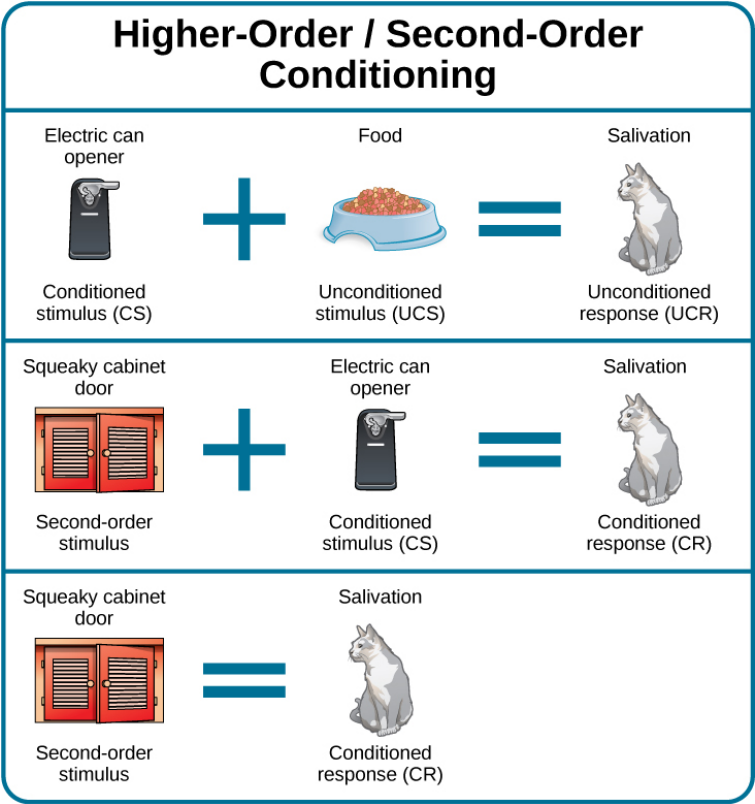 Higher-Order / Second-Order
Conditioning
Electric can
opener
Food
Salivation
Conditioned
stimulus (CS)
Unconditioned
stimulus (UCS)
Unconditioned
response (UCR)
Squeaky cabinet
door
Electric can
opener
Salivation
Second-order
stimulus
Conditioned
stimulus (CS)
Conditioned
response (CR)
Squeaky cabinet
door
Salivation
Second-order
stimulus
Conditioned
response (CR)